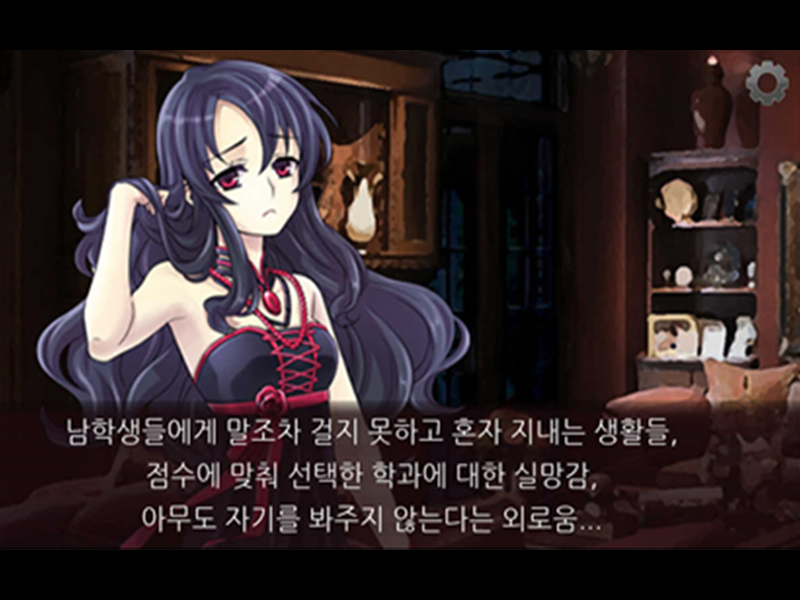 남학생들에게 말조차 걸지 못하고 혼자 지내는 생활들,
점수에 맞춰 선택한 학과에 대한 실망감,
아무도 자기를 봐주지 않는다는 외로움...